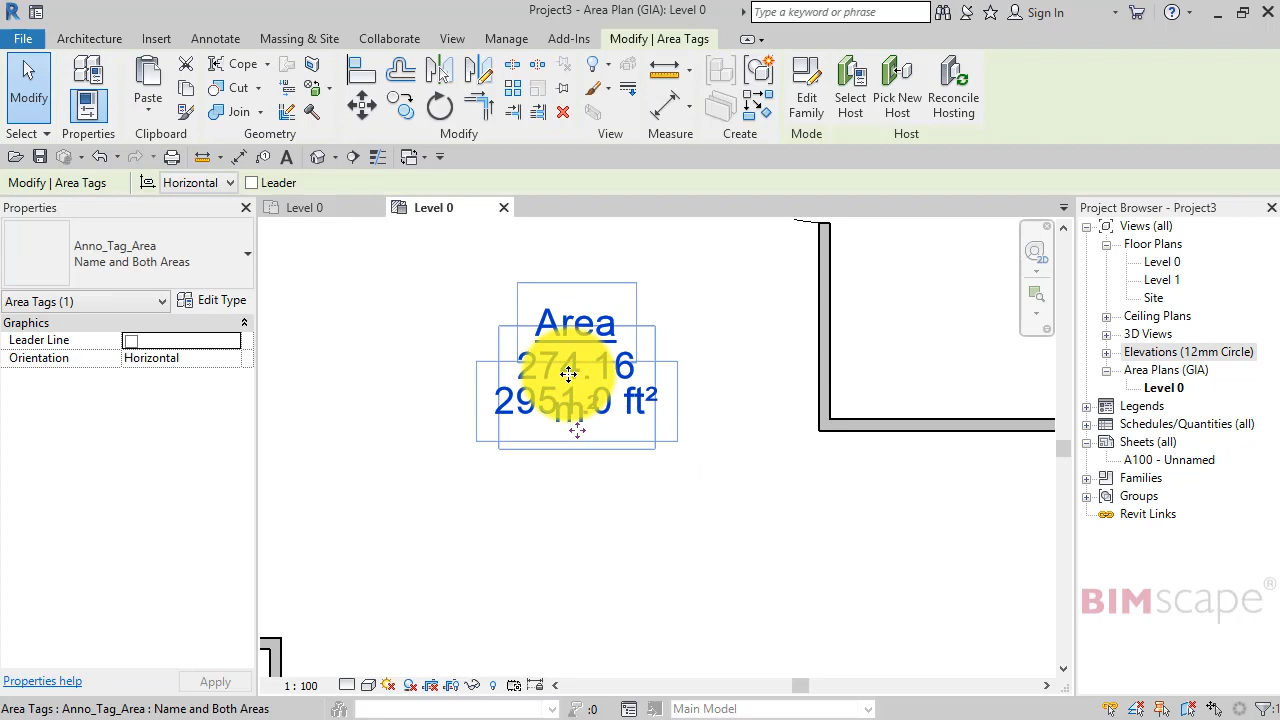 Project3 - Area Plan (GIA): Level 0
Type a keyword or phrase
Sign In
File
Architecture
Insert
Annotate
Massing & Site
Collaborate
View
Manage
Add-Ins
Modify | Area Tags
Modify
Paste
Cope
Cut
Join
Edit Family
Select Host
Pick New Host
Reconcile Hosting
Select
Properties
Clipboard
Geometry
Modify
View
Measure
Create
Mode
Host
Modify | Area Tags
Horizontal
Leader
Properties
Level 0
Level 0
Project Browser - Project3
Anno_Tag_Area
Name and Both Areas
Area Tags (1)
Edit Type
Graphics
Leader Line
Orientation
Horizontal
Area
274.16
m²
2951.0 ft²
2D
Views (all)
Floor Plans
Level 0
Level 1
Site
Ceiling Plans
3D Views
Elevations (12mm Circle)
Area Plans (GIA)
Level 0
Legends
Schedules/Quantities (all)
Sheets (all)
A100 - Unnamed
Families
Groups
Revit Links
BIMscape®
Properties help
Apply
1 : 100
Area Tags : Anno_Tag_Area : Name and Both Areas
:0
Main Model
:1